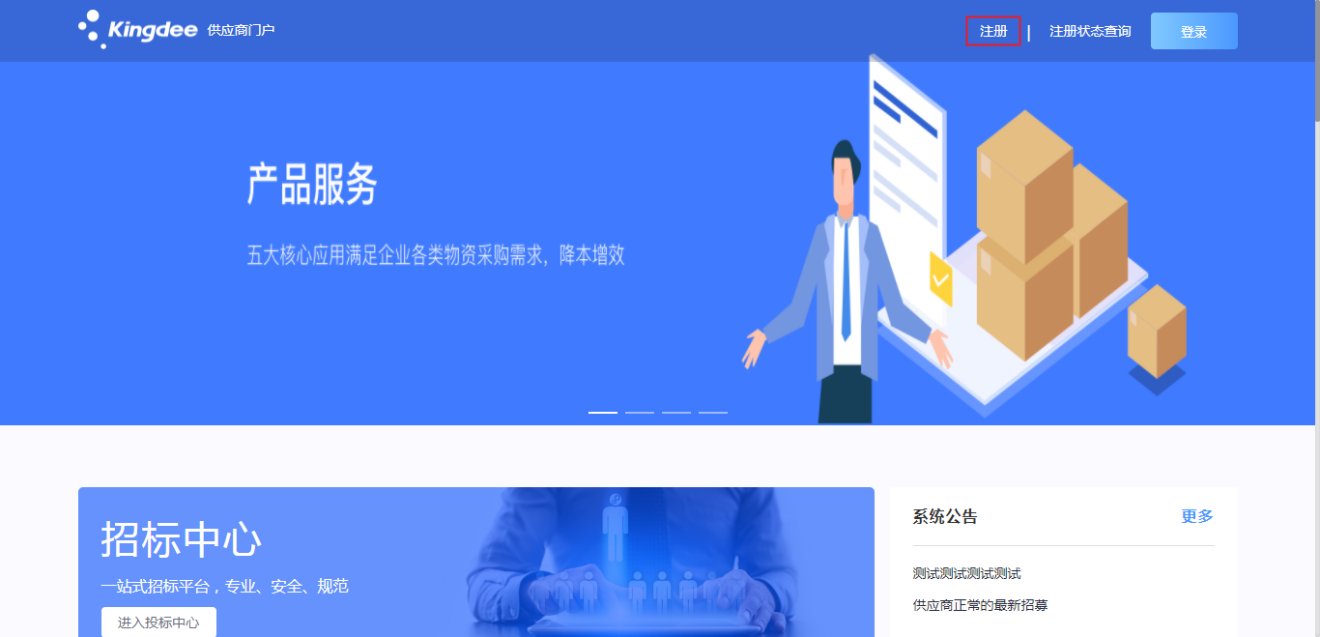 Kingdee 供应商门户
注册 | 注册状态查询 登录
产品服务
五大核心应用满足企业各类物资采购需求，降本增效
招标中心
一站式招标平台，专业、安全、规范
进入投标中心
系统公告 更多
测试测试测试测试
供应商正常的最新招募